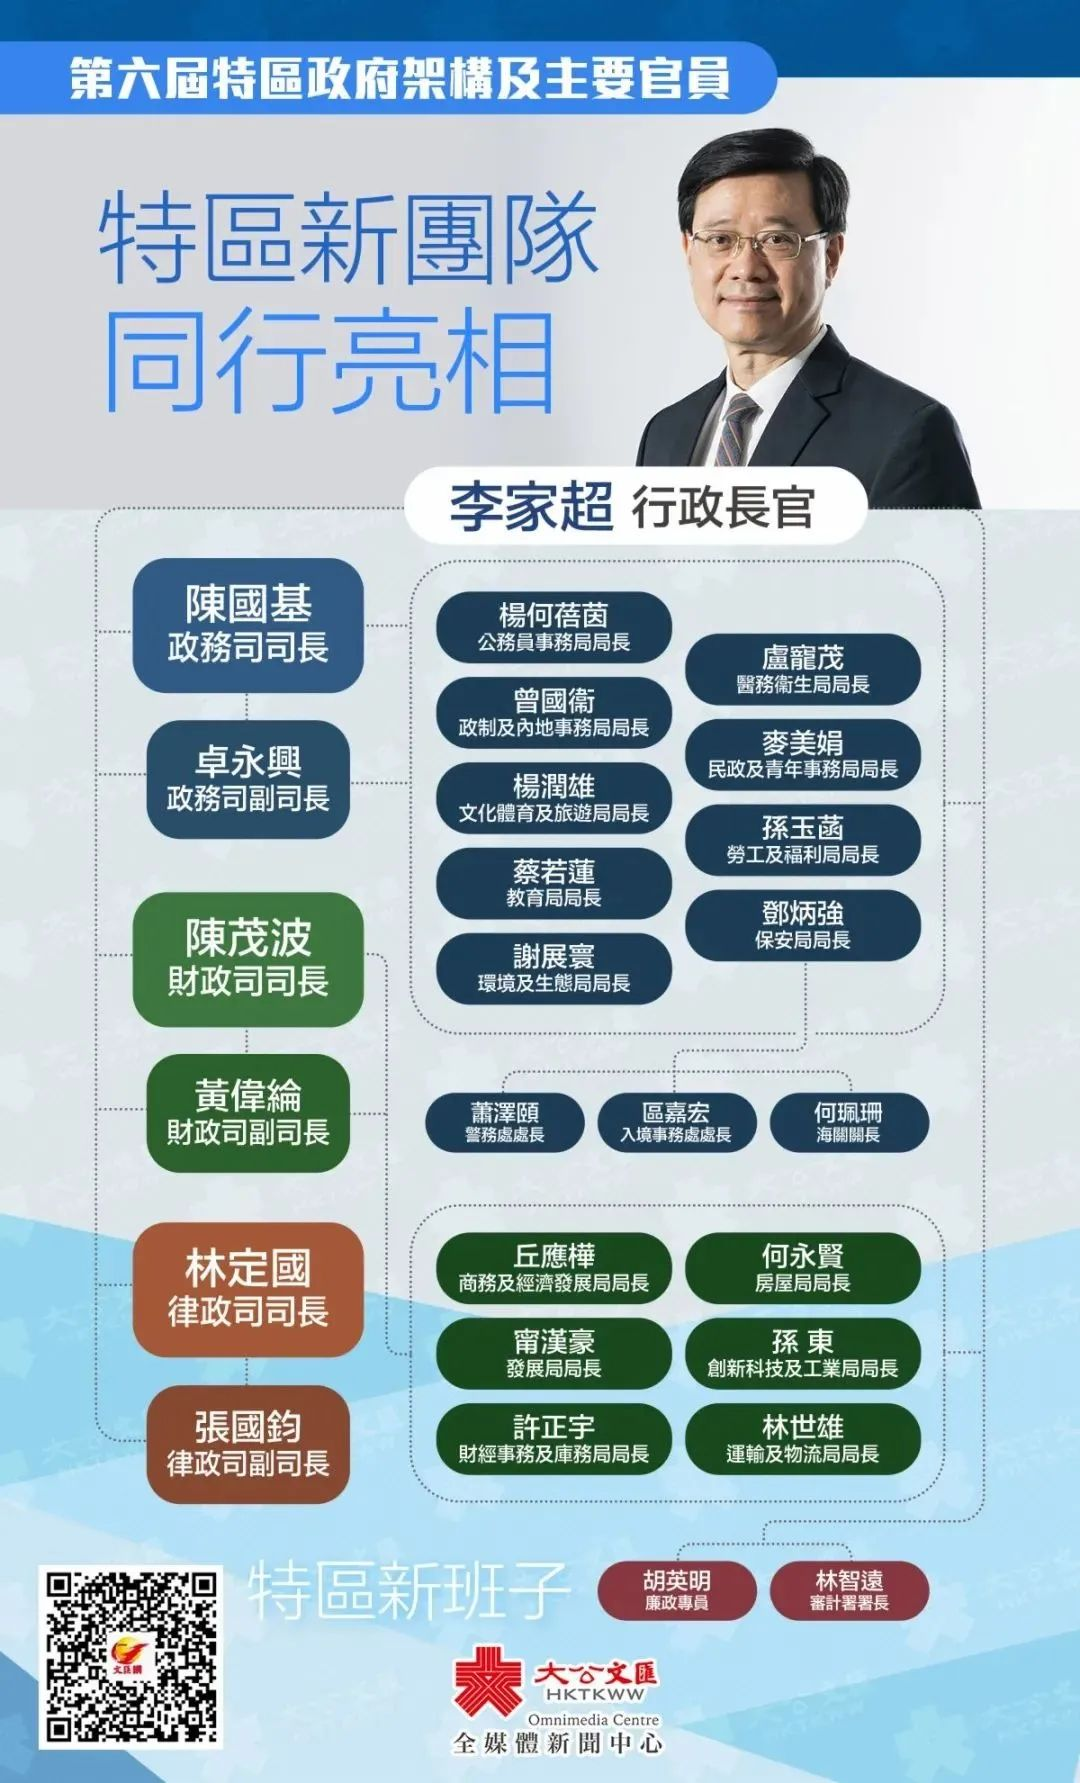 第六屆特區政府架構及主要官員
特區新團隊
同行亮相
李家超 行政長官
陳國基
政務司司長
卓永興
政務司副司長
陳茂波
財政司司長
黃偉綸
財政司副司長
林定國
律政司司長
張國鈞
律政司副司長
楊何蓓茵
公務員事務局局長
曾國衞
政制及內地事務局局長
楊潤雄
文化體育及旅遊局局長
蔡若蓮
教育局局長
謝展寰
環境及生態局局長
盧寵茂
醫務衞生局局長
麥美娟
民政及青年事務局局長
孫玉菡
勞工及福利局局長
鄧炳強
保安局局長
蕭澤頤
警務處處長
區嘉宏
入境事務處處長
何珮珊
海關關長
丘應樺
商務及經濟發展局局長
甯漢豪
發展局局長
許正宇
財經事務及庫務局局長
何永賢
房屋局局長
孫 東
創新科技及工業局局長
林世雄
運輸及物流局局長
特區新班子
胡英明
廉政專員
林智遠
審計署署長
文匯網
大公文匯
HKTKWW
Omnimedia Centre
全媒體新聞中心